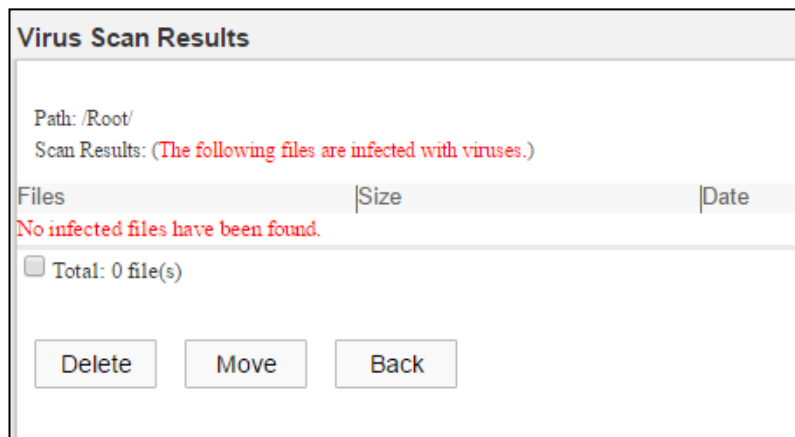 Virus Scan Results
Path: /Root/
Scan Results: (The following files are infected with viruses.)
Files Size Date
No infected files have been found.
Total: 0 file(s)
Delete Move Back